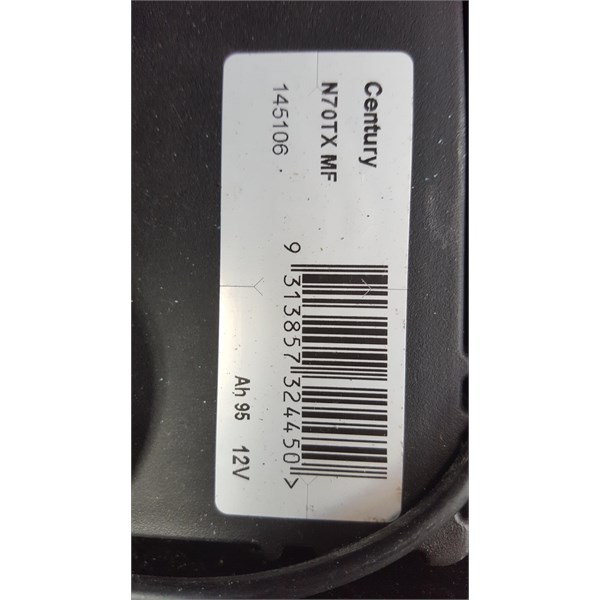 Century
N70TX MF
145106 .
9 313857 324450 >
Ah 95 12V